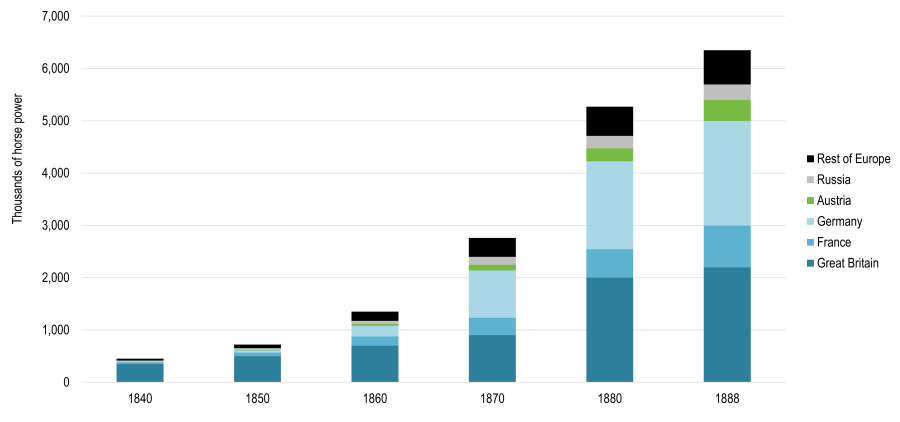 7,000
6,000
5,000
4,000
3,000
2,000
1,000
0
Thousands of horse power
1840
1850
1860
1870
1880
1888
Rest of Europe
Russia
Austria
Germany
France
Great Britain